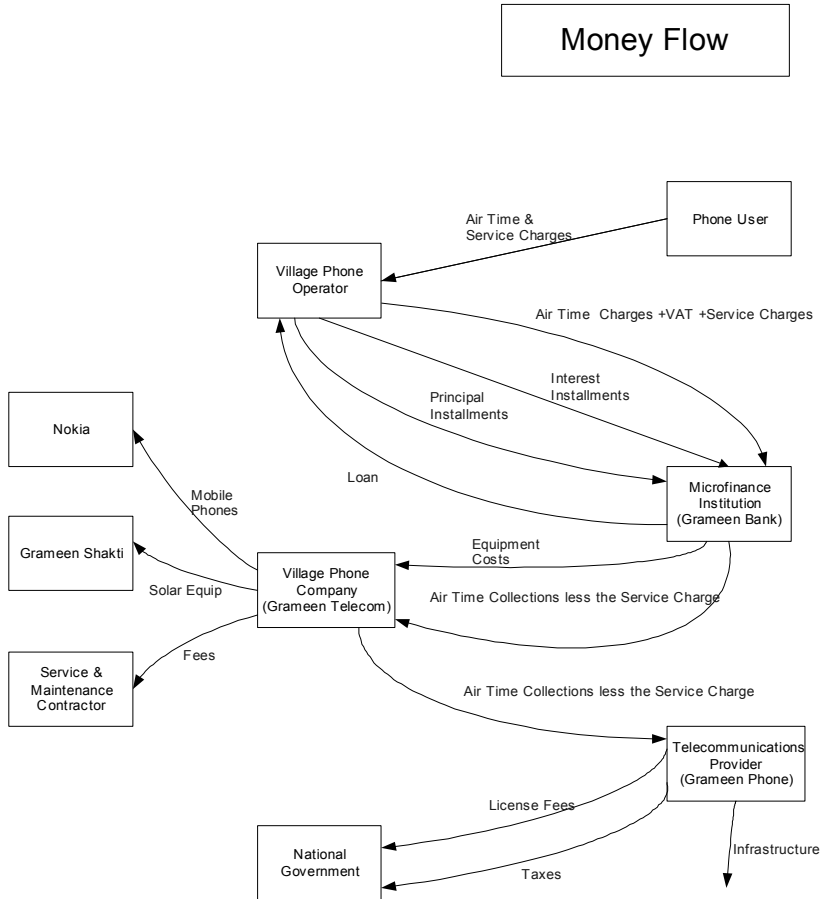 Money Flow
Phone User
Air Time &
Service Charges
Village Phone
Operator
Air Time Charges +VAT +Service Charges
Interest
Installments
Principal
Installments
Nokia
Loan
Microfinance
Institution
(Grameen Bank)
Mobile
Phones
Grameen Shakti
Equipment
Costs
Village Phone
Company
(Grameen Telecom)
Solar Equip
Air Time Collections less the Service Charge
Fees
Service &
Maintenance
Contractor
Air Time Collections less the Service Charge
Telecommunications
Provider
(Grameen Phone)
License Fees
National
Government
Infrastructure
Taxes